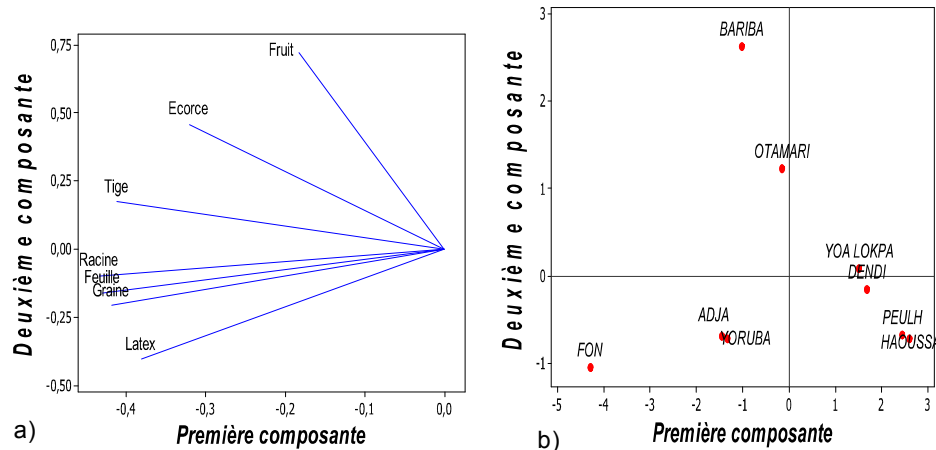 0,75
0,50
0,25
0,00
-0,25
-0,50
-0,4
-0,3
-0,2
-0,1
0,0
Deuxième composante
Première composante
Fruit
Ecorce
Tige
Racine
Feuille
Graine
Latex
a)
3
2
1
0
-1
-5
-4
-3
-2
-1
0
1
2
3
Deuxième composante
Première composante
BARIBA
OTAMARI
YOA LOKPA
DENDI
ADJA
YORUBA
PEULH
HAOUSSA
FON
b)